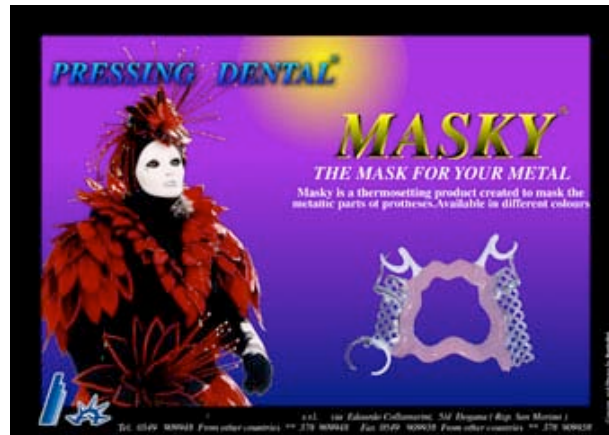 PRESSING DENTAL®
MASKY®
THE MASK FOR YOUR METAL
Masky is a thermosetting product created to mask the
metallic parts of protheses.Available in different colours
s.r.l. via Edoardo Collamarini, 5/d Dogana ( Rep. San Marino )
Tel. 0549 909948 From other countries ** 378 909948 Fax 0549 909958 From other countries ** 378 909958